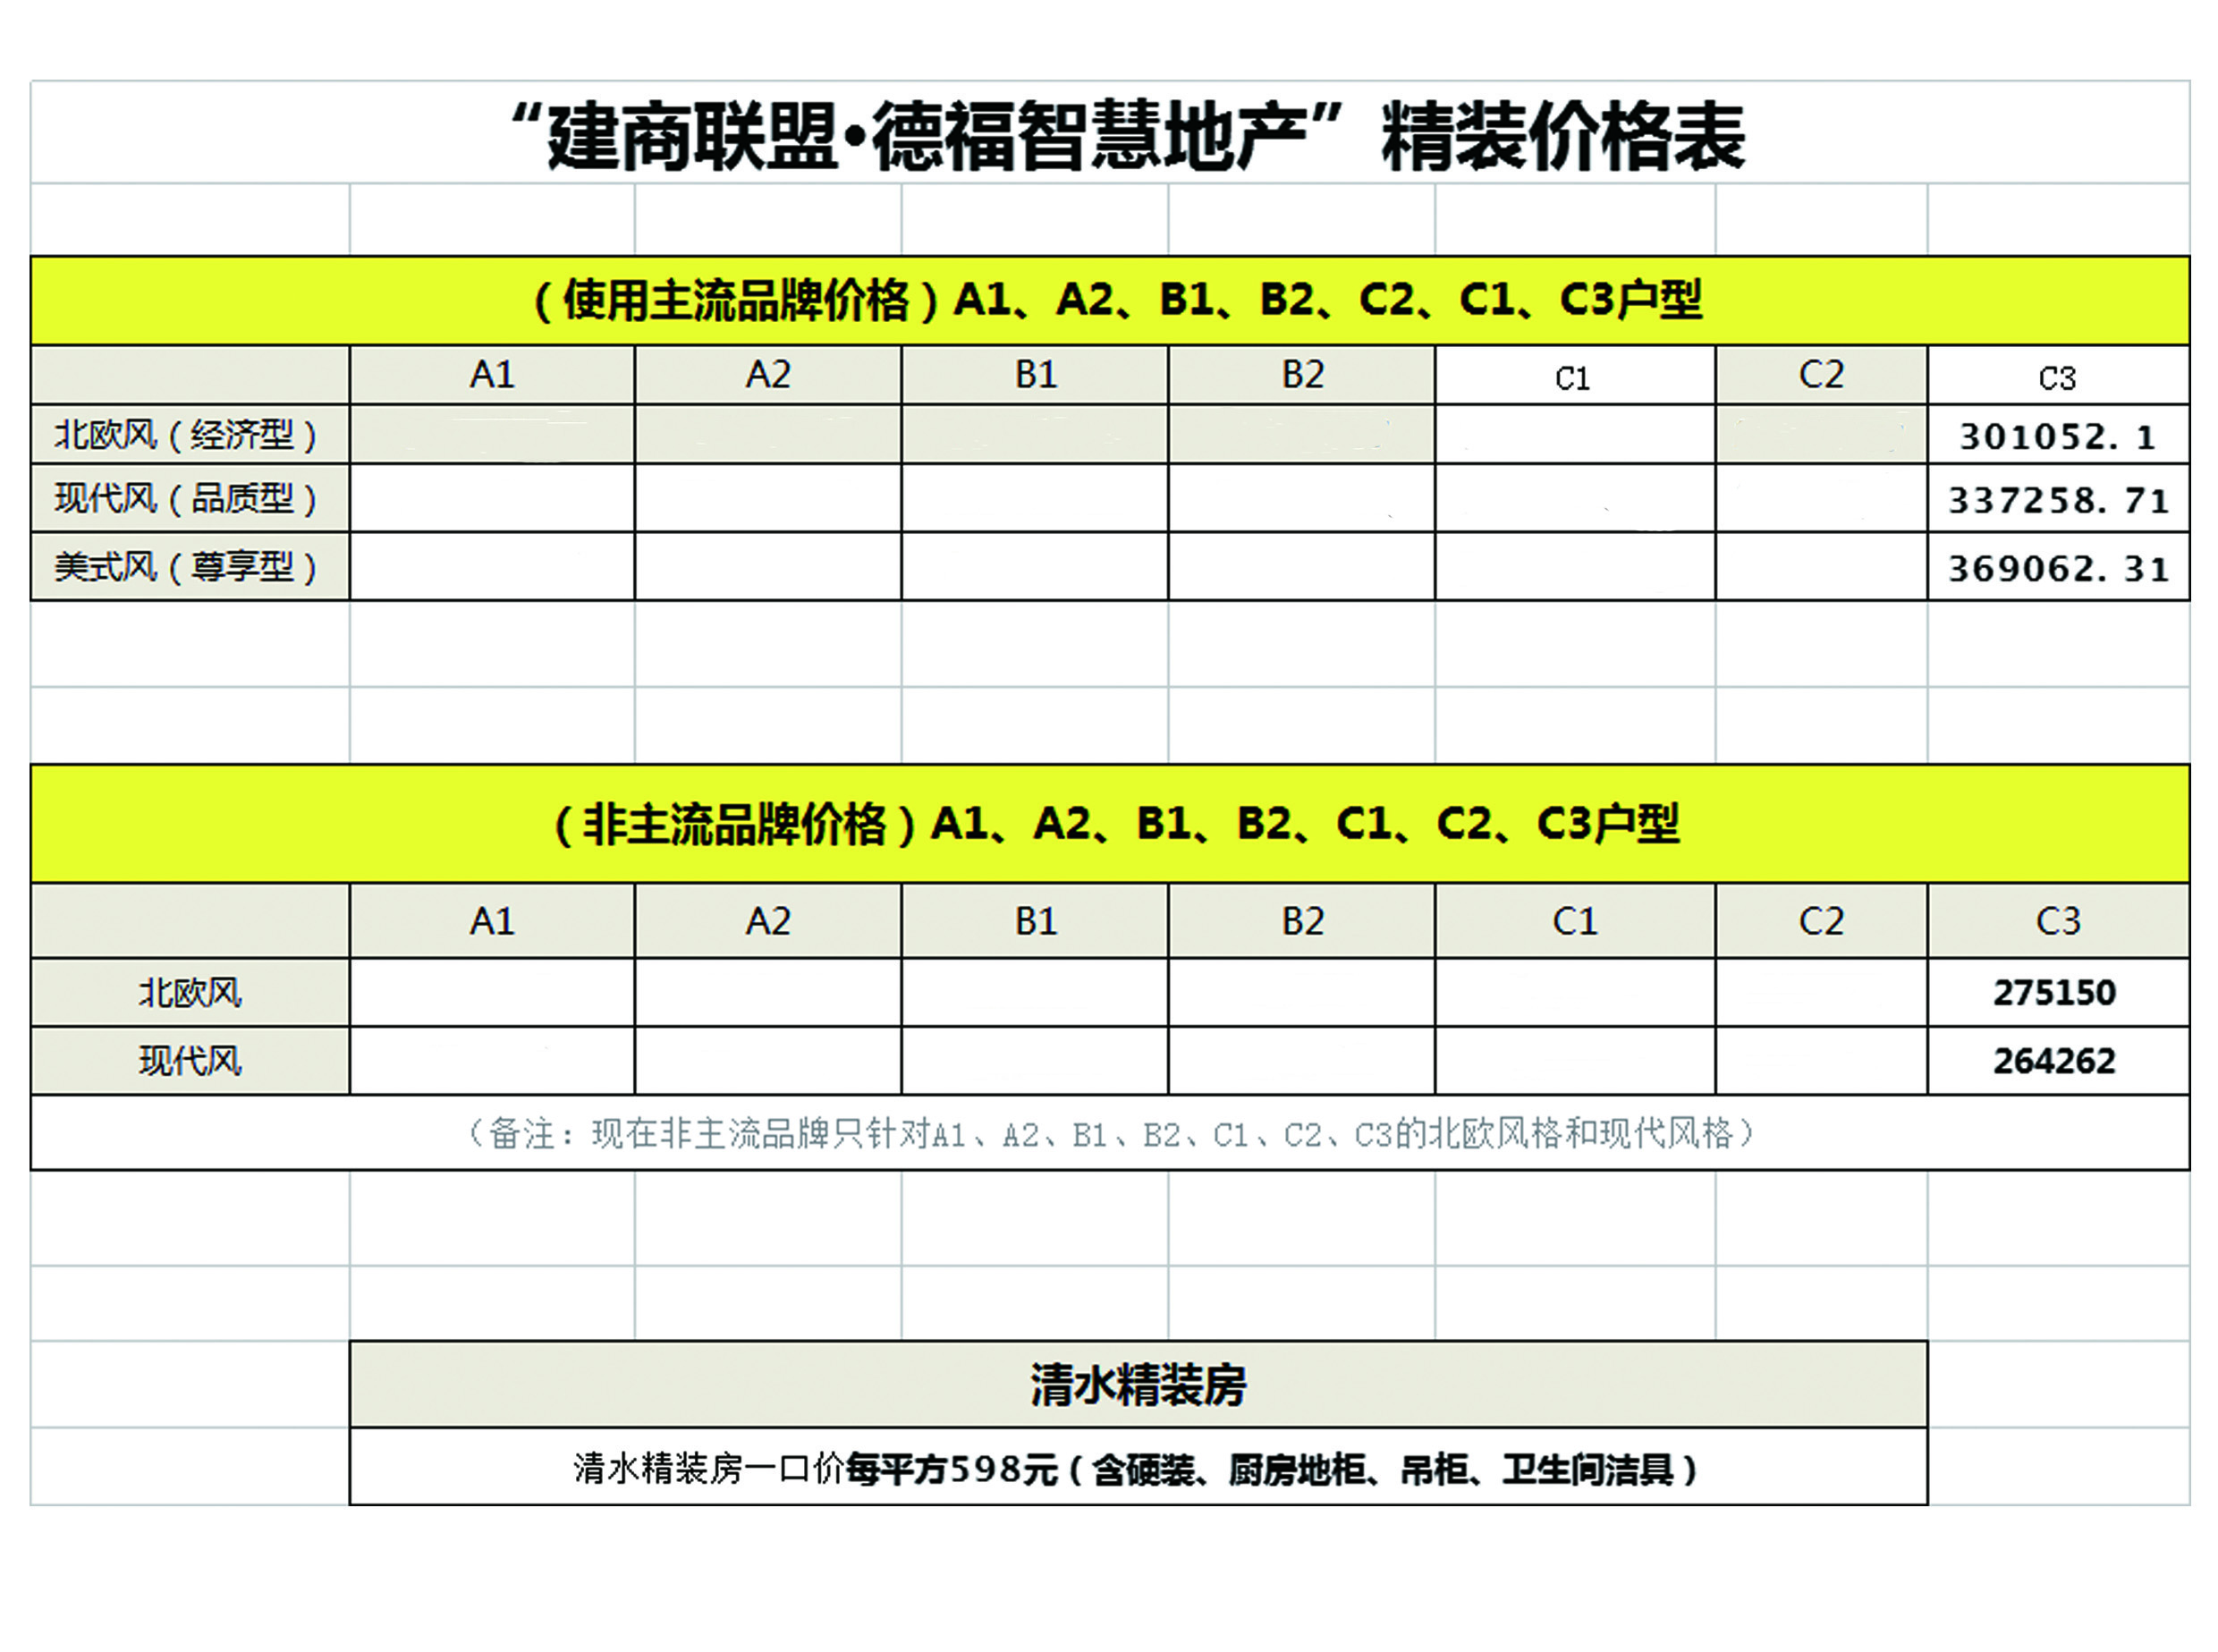 “建商联盟•德福智慧地产”精装价格表
（使用主流品牌价格）A1、A2、B1、B2、C2、C1、C3户型
A1 A2 B1 B2 C1 C2 C3
北欧风（经济型） 301052.1
现代风（品质型） 337258.71
美式风（尊享型） 369062.31
（非主流品牌价格）A1、A2、B1、B2、C1、C2、C3户型
A1 A2 B1 B2 C1 C2 C3
北欧风 275150
现代风 264262
（备注：现在非主流品牌只针对A1、A2、B1、B2、C1、C2、C3的北欧风格和现代风格）
清水精装房
清水精装房一口价每平方598元（含硬装、厨房地柜、吊柜、卫生间洁具）